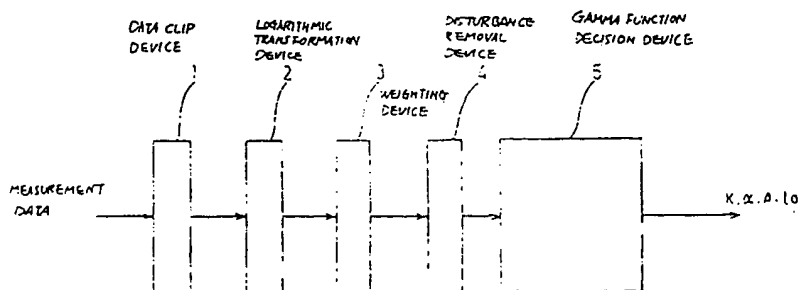 DATA CLIP
DEVICE
1
LOGARITHMIC
TRANSFORMATION
DEVICE
2
3
WEIGHTING
DEVICE
DISTURBANCE
REMOVAL
DEVICE
4
GAMMA FUNCTION
DECISION DEVICE
5
MEASUREMENT
DATA